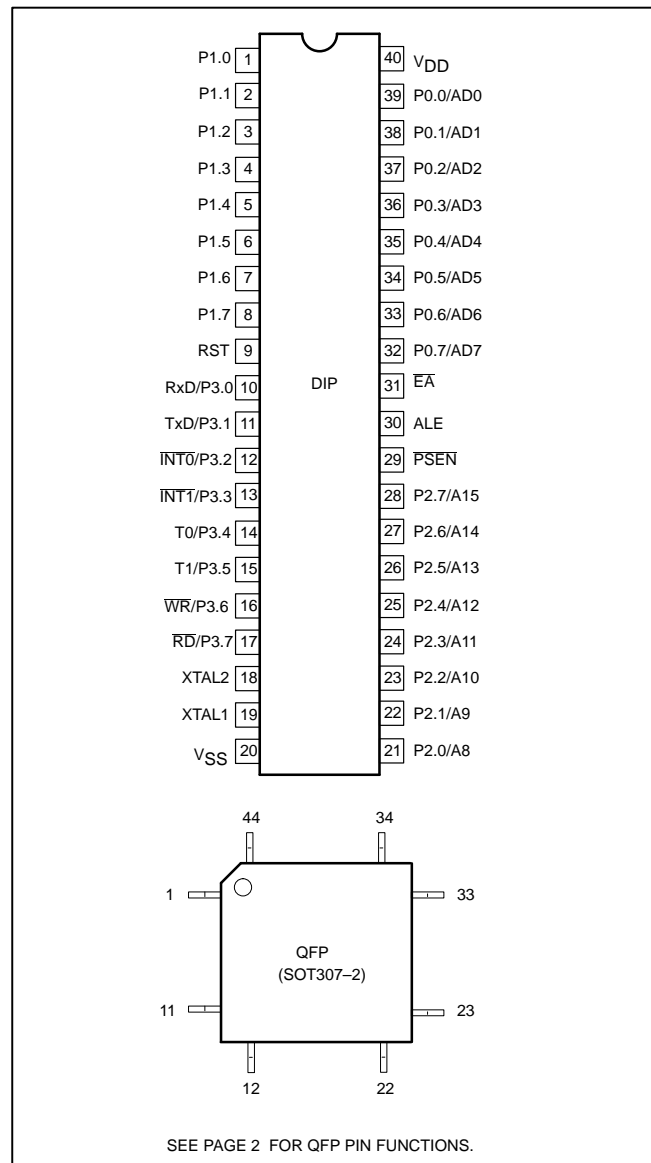 P1.0 1 40 VDD
P1.1 2 39 P0.0/AD0
P1.2 3 38 P0.1/AD1
P1.3 4 37 P0.2/AD2
P1.4 5 36 P0.3/AD3
P1.5 6 35 P0.4/AD4
P1.6 7 34 P0.5/AD5
P1.7 8 33 P0.6/AD6
RST 9 32 P0.7/AD7
RxD/P3.0 10 DIP 31 E̅A̅
TxD/P3.1 11 30 ALE
I̅N̅T̅0̅/P3.2 12 29 P̅S̅E̅N̅
I̅N̅T̅1̅/P3.3 13 28 P2.7/A15
T0/P3.4 14 27 P2.6/A14
T1/P3.5 15 26 P2.5/A13
W̅R̅/P3.6 16 25 P2.4/A12
R̅D̅/P3.7 17 24 P2.3/A11
XTAL2 18 23 P2.2/A10
XTAL1 19 22 P2.1/A9
VSS 20 21 P2.0/A8
44 34
1 33
QFP
(SOT307–2)
11 23
12 22
SEE PAGE 2 FOR QFP PIN FUNCTIONS.